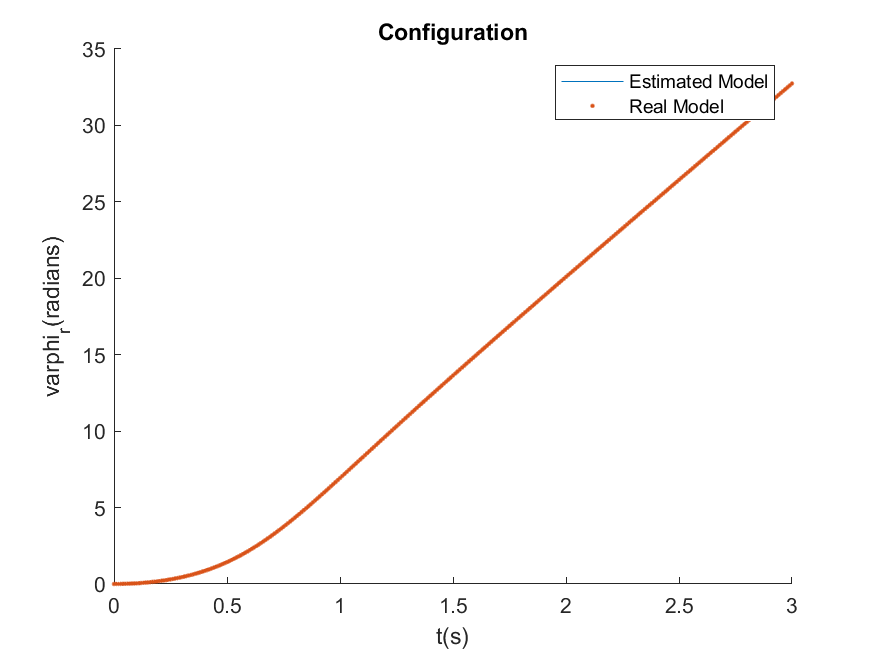 Configuration
Estimated Model
Real Model
35
30
25
20
15
10
5
0
varphi_r(radians)
0 0.5 1 1.5 2 2.5 3
t(s)